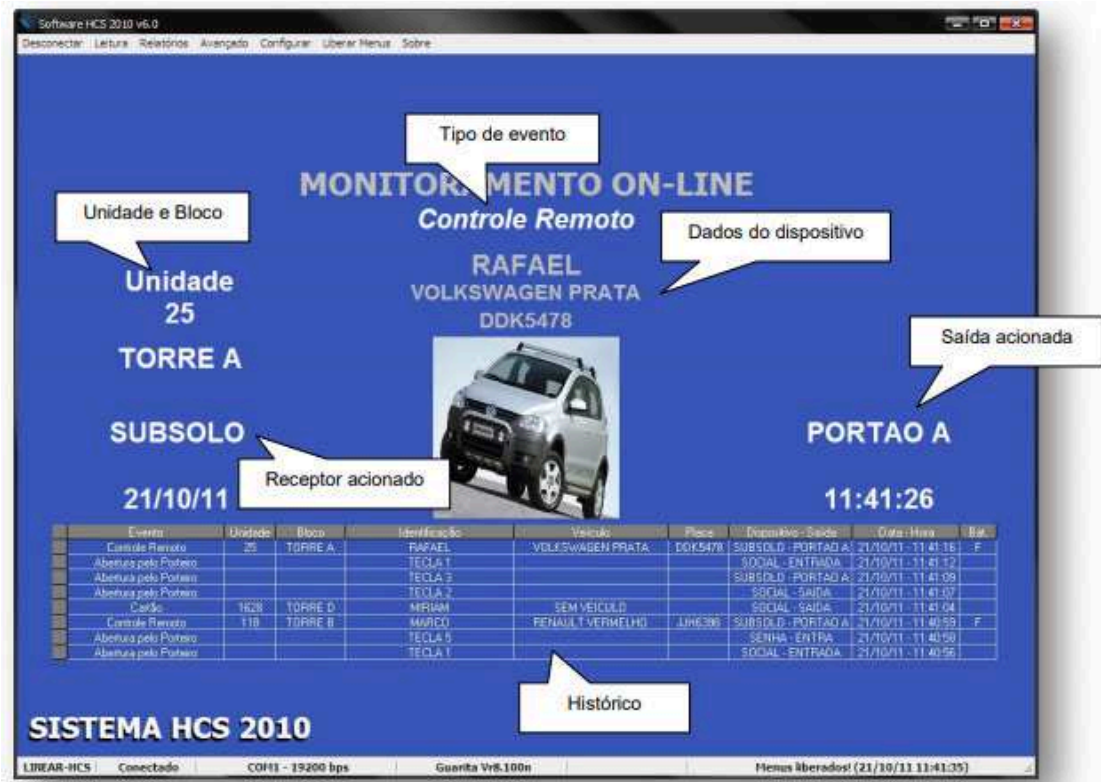 Software HCS 2010 v6.0
Desconectar Leitura Relatórios Avançado Configurar Liberar Menus Sobre
Tipo de evento
MONITORAMENTO ON-LINE
Unidade e Bloco
Controle Remoto
Dados do dispositivo
RAFAEL
Unidade
VOLKSWAGEN PRATA
25
DDK5478
Saída acionada
TORRE A
SUBSOLO
PORTAO A
Receptor acionado
21/10/11
11:41:26
Evento Unidade Bloco Identificação Veículo Placa Dispositivo - Saída Data - Hora Bat.
Controle Remoto 25 TORRE A RAFAEL VOLKSWAGEN PRATA DDK5478 SUBSOLO - PORTAO A 21/10/11 - 11:41:16 F
Abertura pelo Porteiro TECLA 1 SOCIAL - ENTRADA 21/10/11 - 11:41:12
Abertura pelo Porteiro TECLA 3 SUBSOLO - PORTAO A 21/10/11 - 11:41:09
Abertura pelo Porteiro TECLA 2 SOCIAL - SAIDA 21/10/11 - 11:41:07
Cartão 1628 TORRE D MIRIAM SEM VEICULO SOCIAL - SAIDA 21/10/11 - 11:41:04
Controle Remoto 118 TORRE B MARCO RENAULT VERMELHO SUBSOLO - PORTAO A 21/10/11 - 11:40:59 F
Abertura pelo Porteiro TECLA 5 SENHA - ENTRA 21/10/11 - 11:40:58
Abertura pelo Porteiro TECLA 1 SOCIAL - ENTRADA 21/10/11 - 11:40:56
Histórico
SISTEMA HCS 2010
LINEAR-HCS Conectado COM1 - 19200 bps Guarita Vr8.100n Menus liberados! (21/10/11 11:41:35)